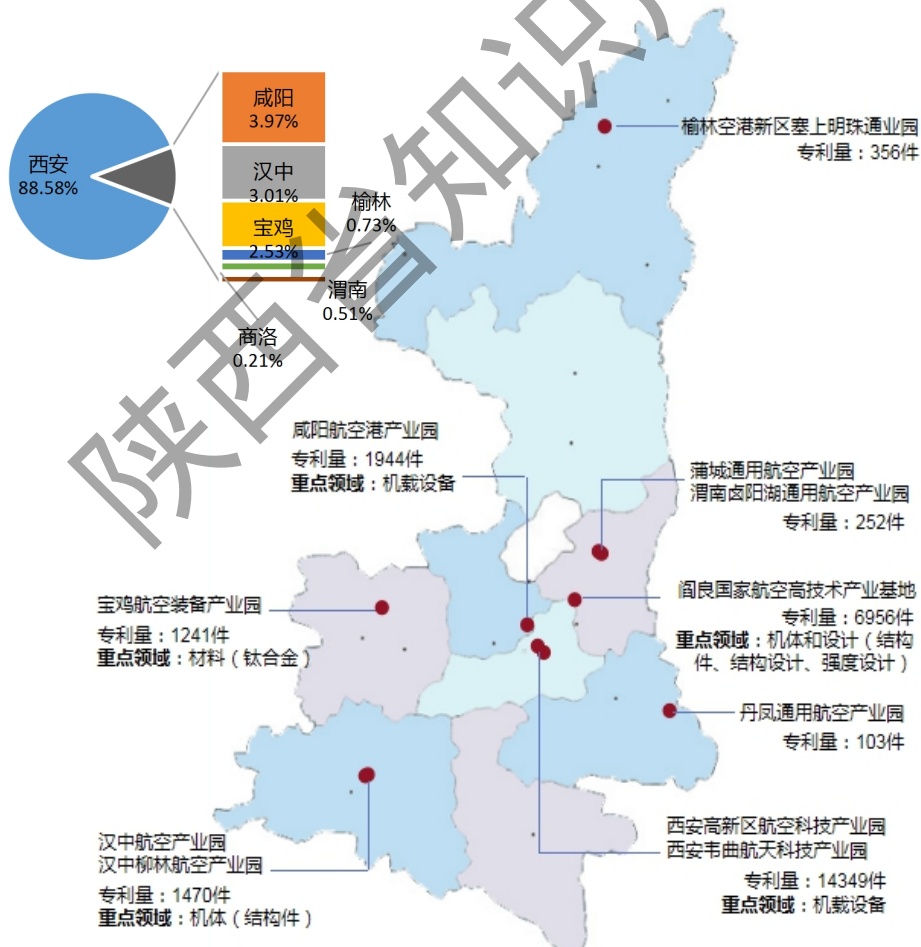 陕西省知识
咸阳
3.97%
西安
88.58%
汉中
3.01%
榆林
0.73%
宝鸡
2.53%
渭南
0.51%
商洛
0.21%
榆林空港新区塞上明珠通业园
专利量：356件
咸阳航空港产业园
专利量：1944件
重点领域：机载设备
蒲城通用航空产业园
渭南卤阳湖通用航空产业园
专利量：252件
宝鸡航空装备产业园
专利量：1241件
重点领域：材料（钛合金）
阎良国家航空高技术产业基地
专利量：6956件
重点领域：机体和设计（结构
件、结构设计、强度设计）
丹凤通用航空产业园
专利量：103件
汉中航空产业园
汉中柳林航空产业园
专利量：1470件
重点领域：机体（结构件）
西安高新区航空科技产业园
西安韦曲航天科技产业园
专利量：14349件
重点领域：机载设备